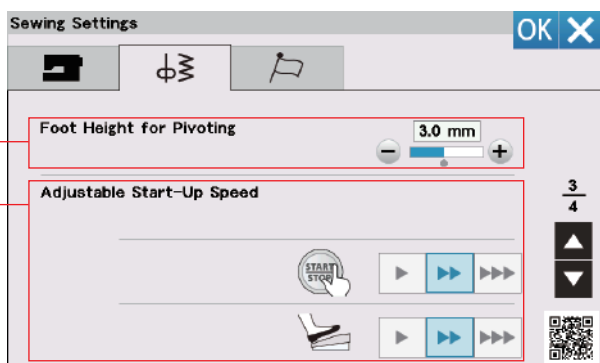 Sewing Settings
OK
Foot Height for Pivoting
3.0 mm
Adjustable Start-Up Speed
3
4
START
STOP